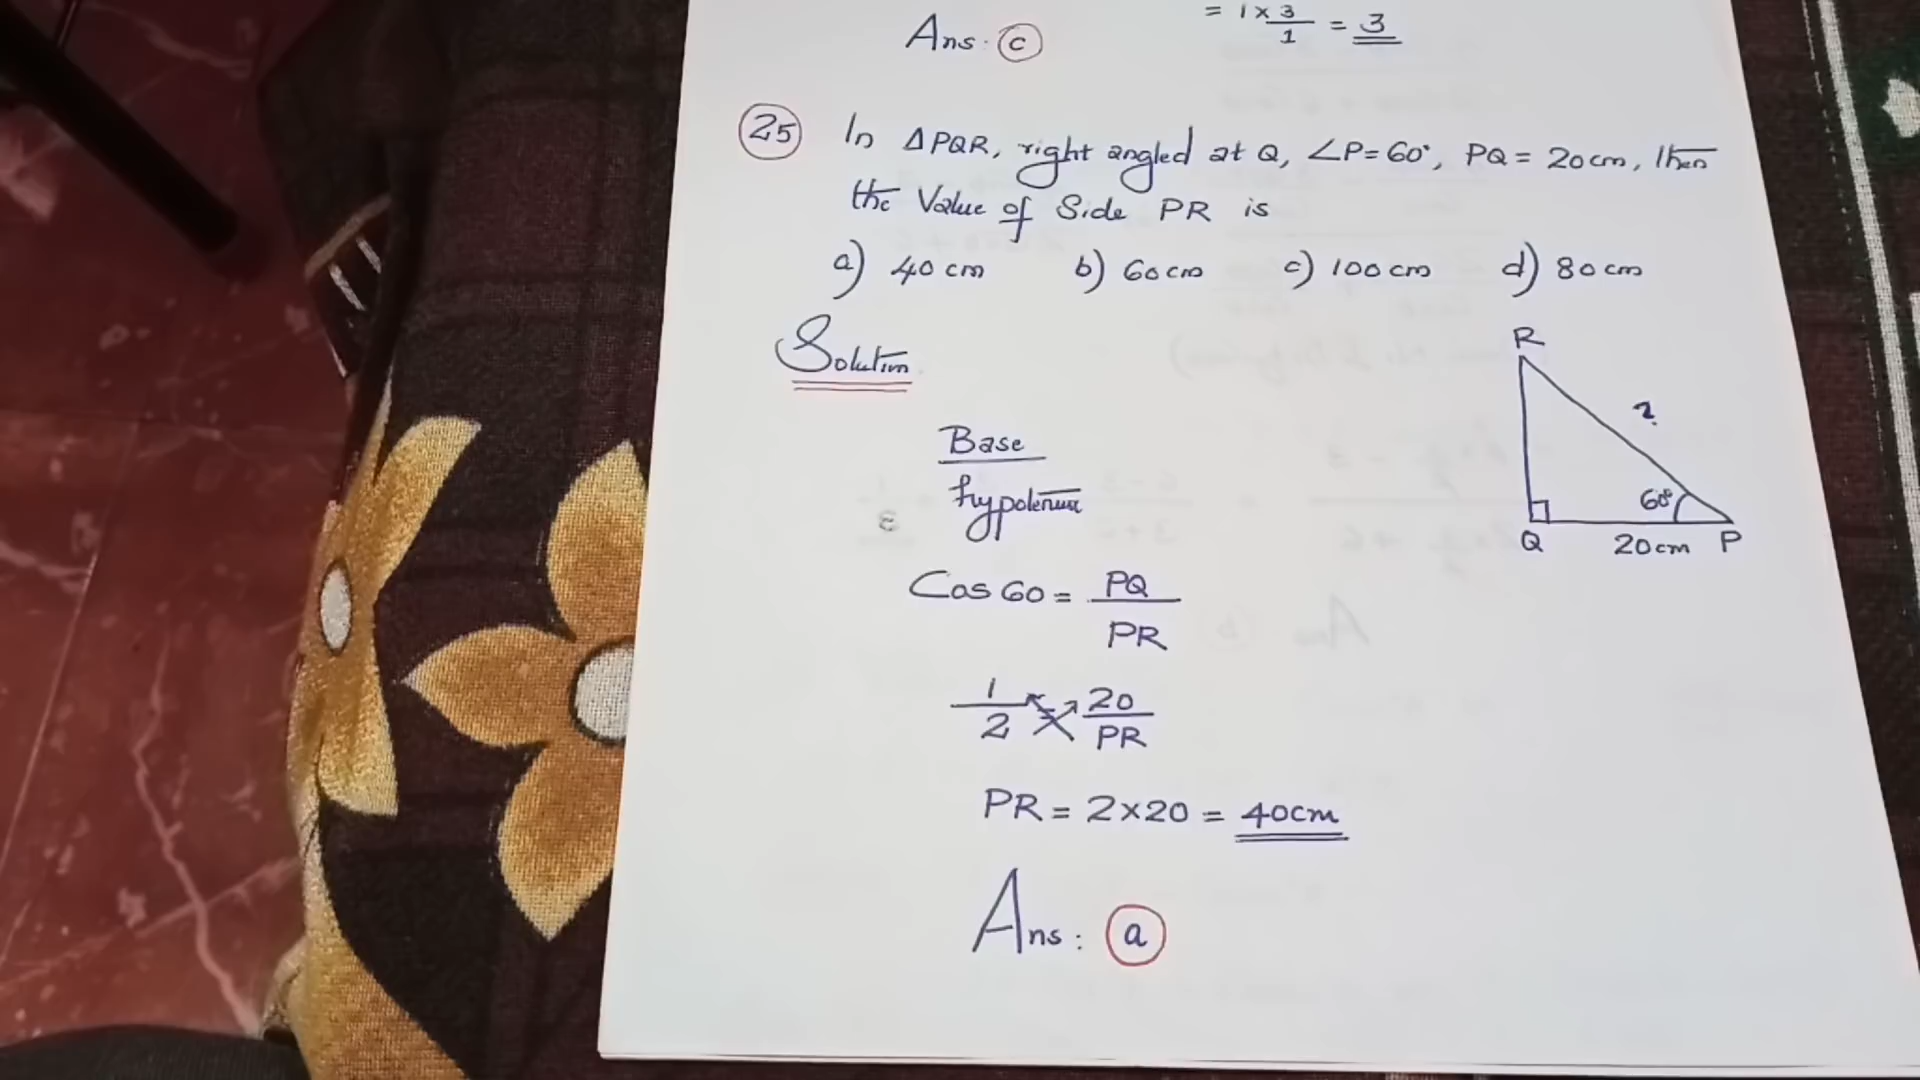 = 1 × 3/1 = 3
Ans. c
25 In ΔPQR, right angled at Q, ∠P = 60°, PQ = 20cm, then
the Value of Side PR is
a) 40 cm b) 60 cm c) 100 cm d) 80 cm
Solution
R
?
60°
Q 20cm P
Base
hypotenuse
Cos 60 = PQ/PR
1/2 20/PR
PR = 2×20 = 40cm
Ans: a